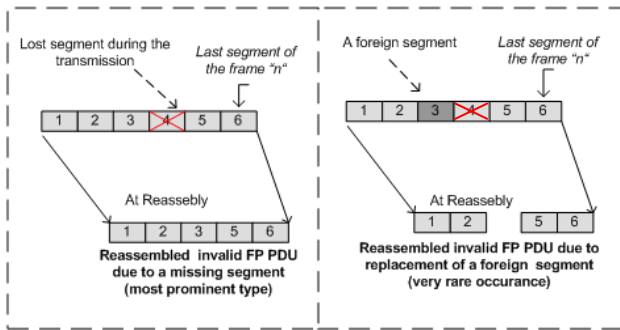 Lost segment during the
transmission
Last segment of
the frame "n"
1 2 3 4 5 6
At Reassebly
1 2 3 5 6
Reassembled invalid FP PDU
due to a missing segment
(most prominent type)
A foreign segment
Last segment of
the frame "n"
1 2 3 4 5 6
At Reassebly
1 2 5 6
Reassembled invalid FP PDU due to
replacement of a foreign segment
(very rare occurance)